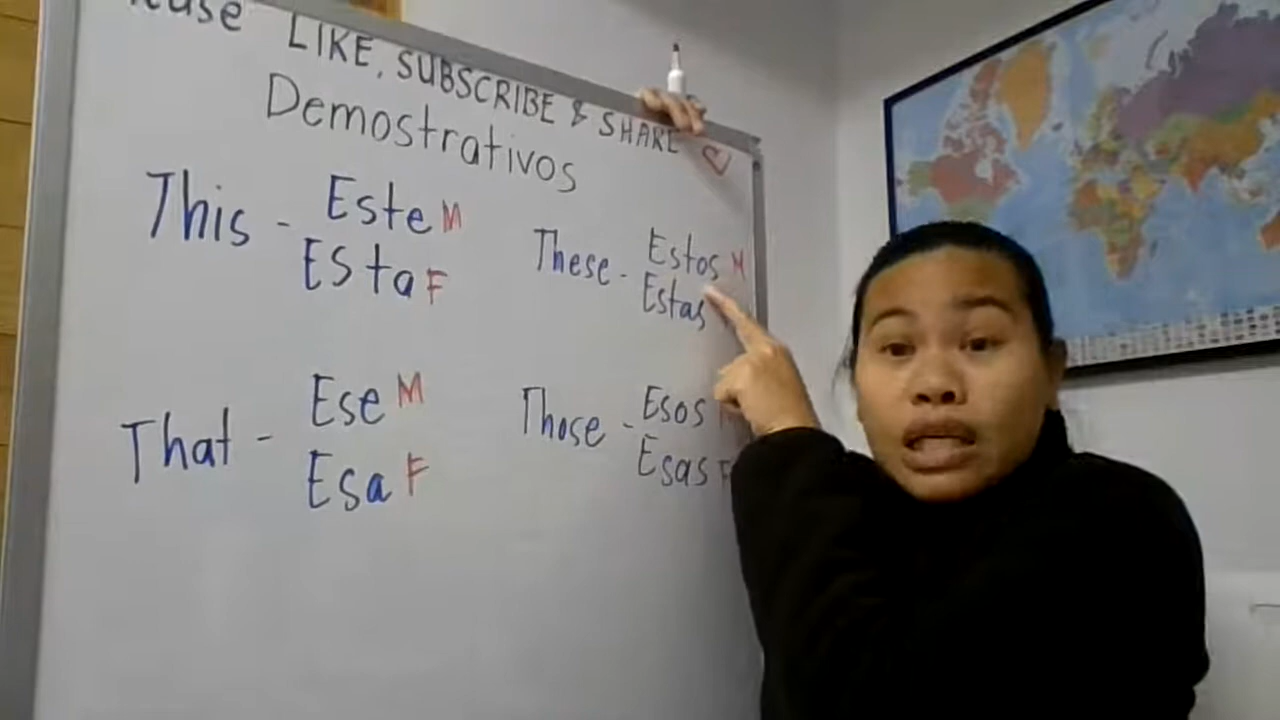 LIKE, SUBSCRIBE & SHARE
Demostrativos
This - Este M
Esta F
These - Estos M
Estas
That - Ese M
Esa F
Those - Esos M
Esas F